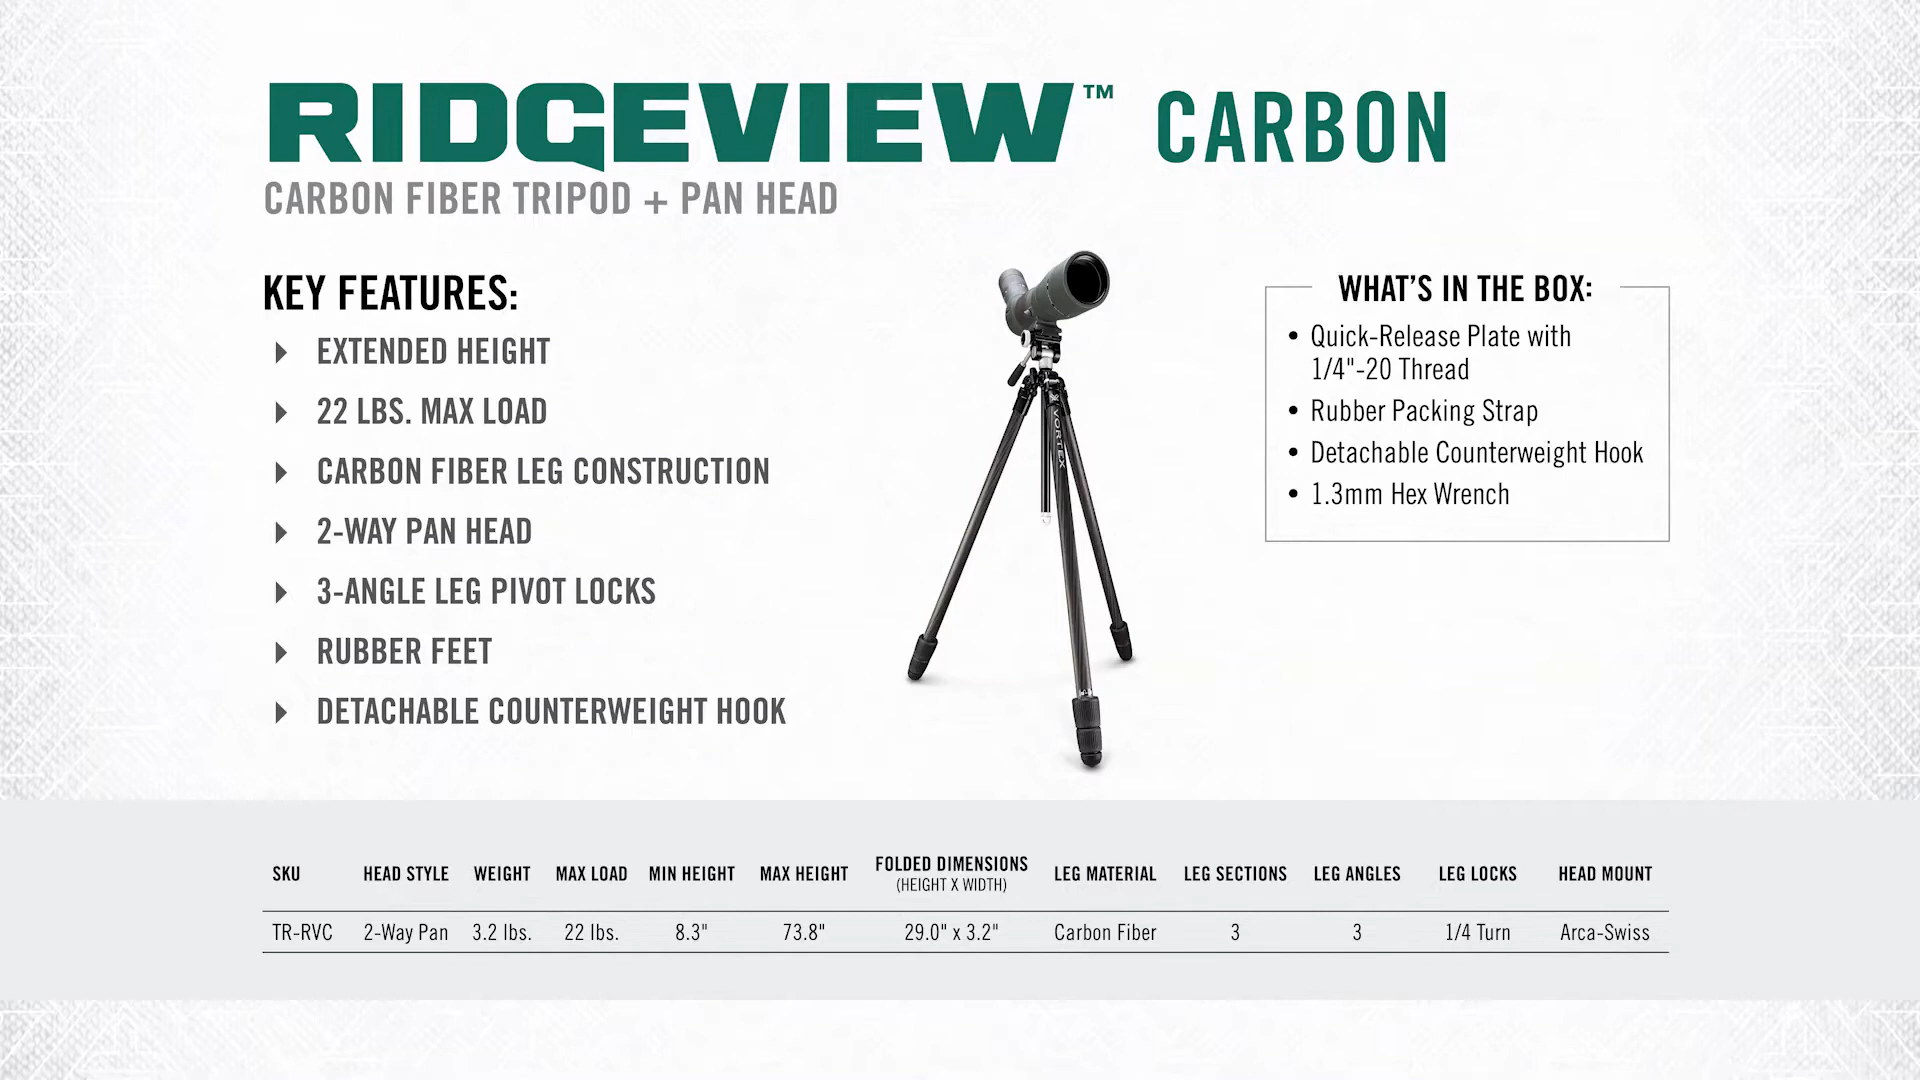 RIDGEVIEW™ CARBON
CARBON FIBER TRIPOD + PAN HEAD
KEY FEATURES:
EXTENDED HEIGHT
22 LBS. MAX LOAD
CARBON FIBER LEG CONSTRUCTION
2-WAY PAN HEAD
3-ANGLE LEG PIVOT LOCKS
RUBBER FEET
DETACHABLE COUNTERWEIGHT HOOK
VORTEX
WHAT'S IN THE BOX:
• Quick-Release Plate with
1/4"-20 Thread
• Rubber Packing Strap
• Detachable Counterweight Hook
• 1.3mm Hex Wrench
SKU HEAD STYLE WEIGHT MAX LOAD MIN HEIGHT MAX HEIGHT FOLDED DIMENSIONS (HEIGHT X WIDTH) LEG MATERIAL LEG SECTIONS LEG ANGLES LEG LOCKS HEAD MOUNT
TR-RVC 2-Way Pan 3.2 lbs. 22 lbs. 8.3" 73.8" 29.0" x 3.2" Carbon Fiber 3 3 1/4 Turn Arca-Swiss